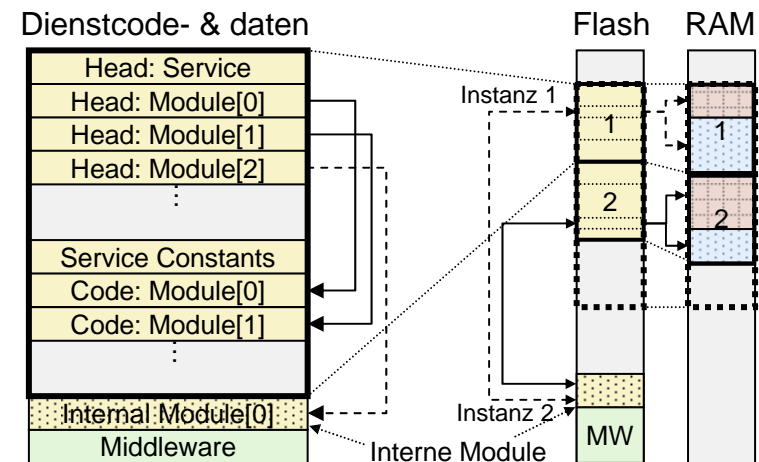 Dienstcode- & daten
Flash
RAM
Head: Service
Head: Module[0]
Head: Module[1]
Head: Module[2]
⋮
Service Constants
Code: Module[0]
Code: Module[1]
⋮
Internal Module[0]
Middleware
Instanz 1
Instanz 2
Interne Module
1
2
MW
1
2